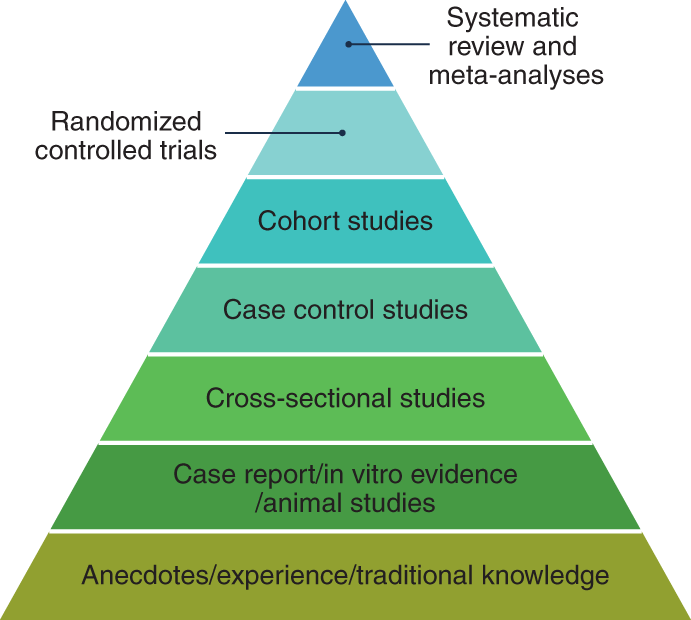 Systematic
review and
meta-analyses
Randomized
controlled trials
Cohort studies
Case control studies
Cross-sectional studies
Case report/in vitro evidence
/animal studies
Anecdotes/experience/traditional knowledge